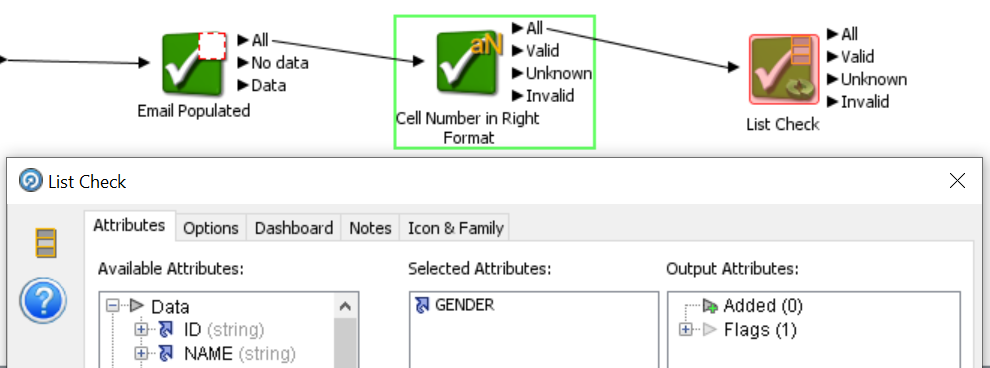 All
No data
Data
Email Populated
aN
All
Valid
Unknown
Invalid
Cell Number in Right
Format
All
Valid
Unknown
Invalid
List Check
List Check
Attributes Options Dashboard Notes Icon & Family
Available Attributes: Selected Attributes: Output Attributes:
Data GENDER Added (0)
ID (string) Flags (1)
NAME (string)
?